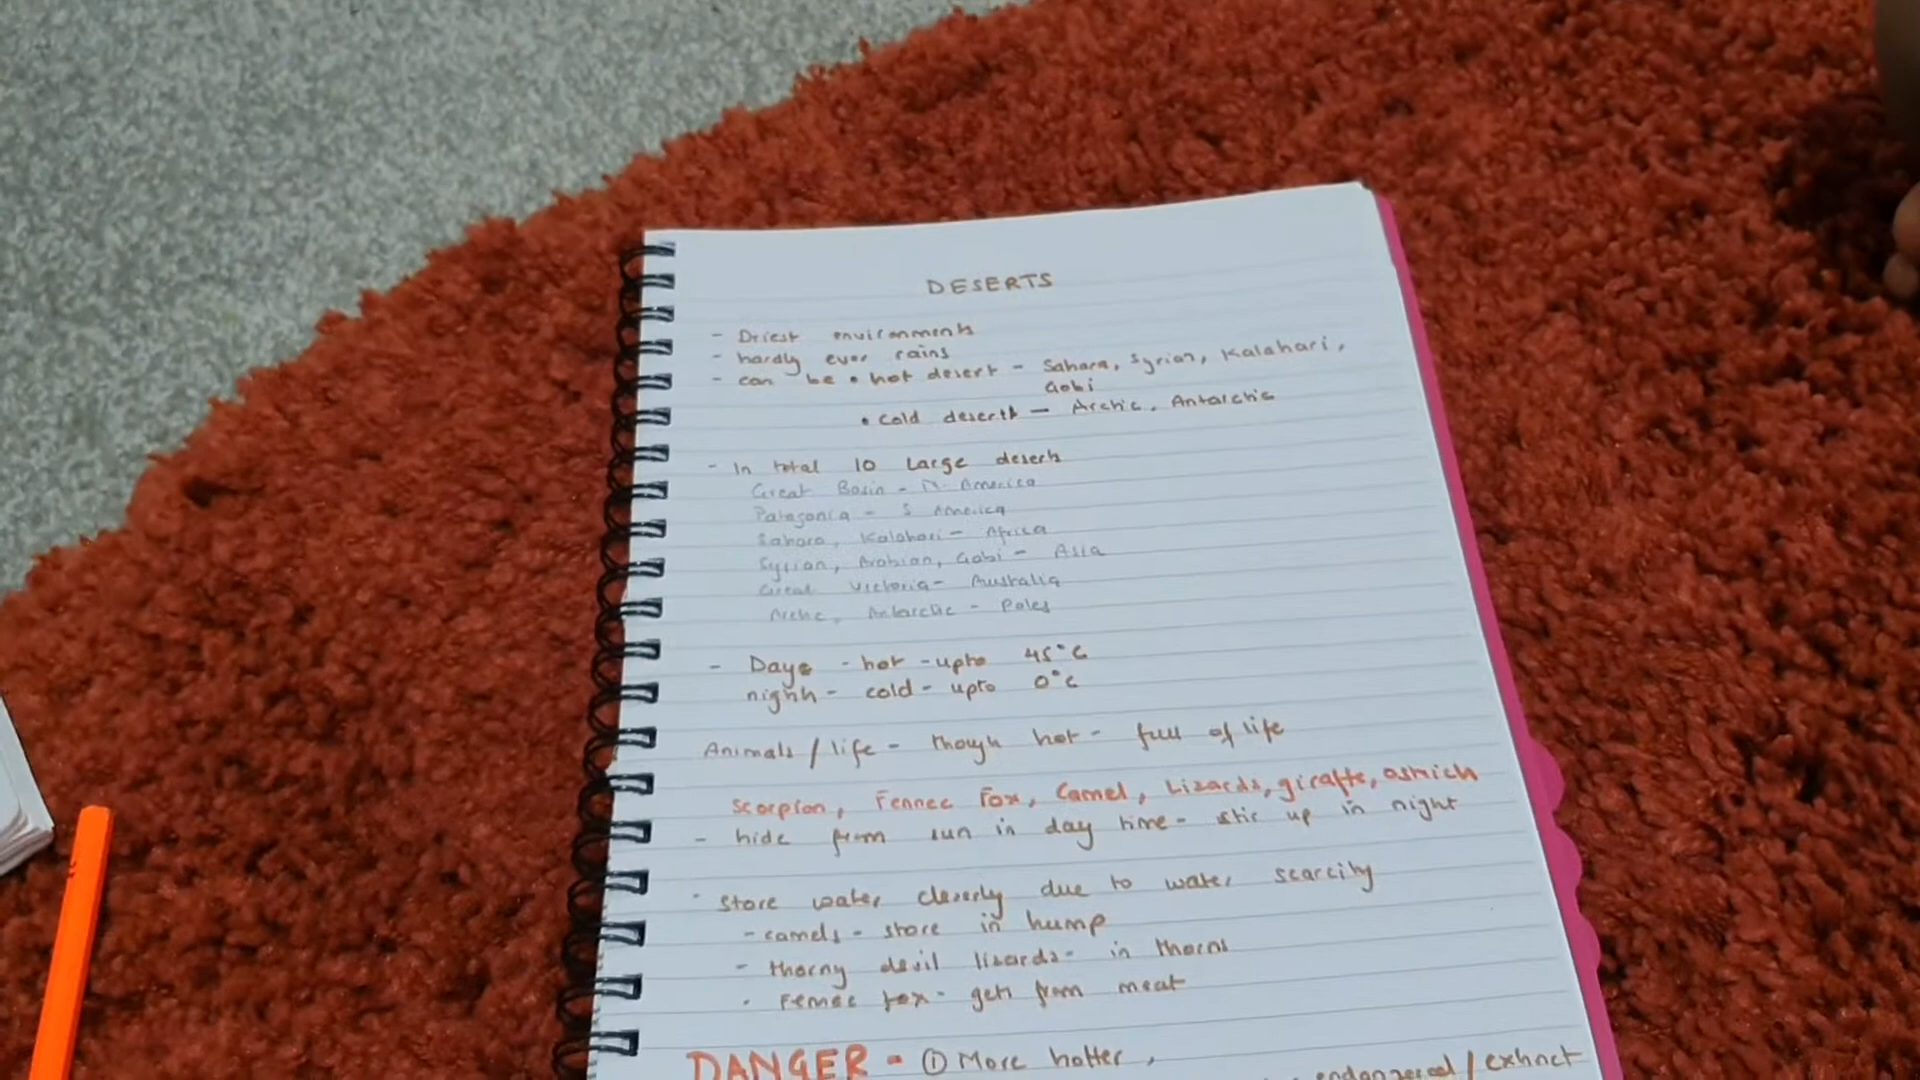 DESERTS
- Driest environments
- hardly ever rains
- can be • hot desert - Sahara, Syrian, Kalahari,
Gobi
• cold deserts - Arctic, Antarctic
- In total 10 Large deserts
Great Basin - N. America
Patagonia - S America
Sahara, Kalahari - Africa
Syrian, Arabian, Gobi - Asia
Great Victoria - Australia
Arctic, Antarctic - Poles
- Days - hot - upto 45°C
nights - cold - upto 0°C
Animals / life - though hot - full of life
Scorpion, Fennec Fox, Camel, Lizards, giraffe, ostrich
- hide from sun in day time - stir up in night
- store water cleverly due to water scarcity
- camels - store in hump
- thorny devil lizards - in thorns
- Fennec fox - gets from meat
DANGER - ① More hotter,
endangered / extinct